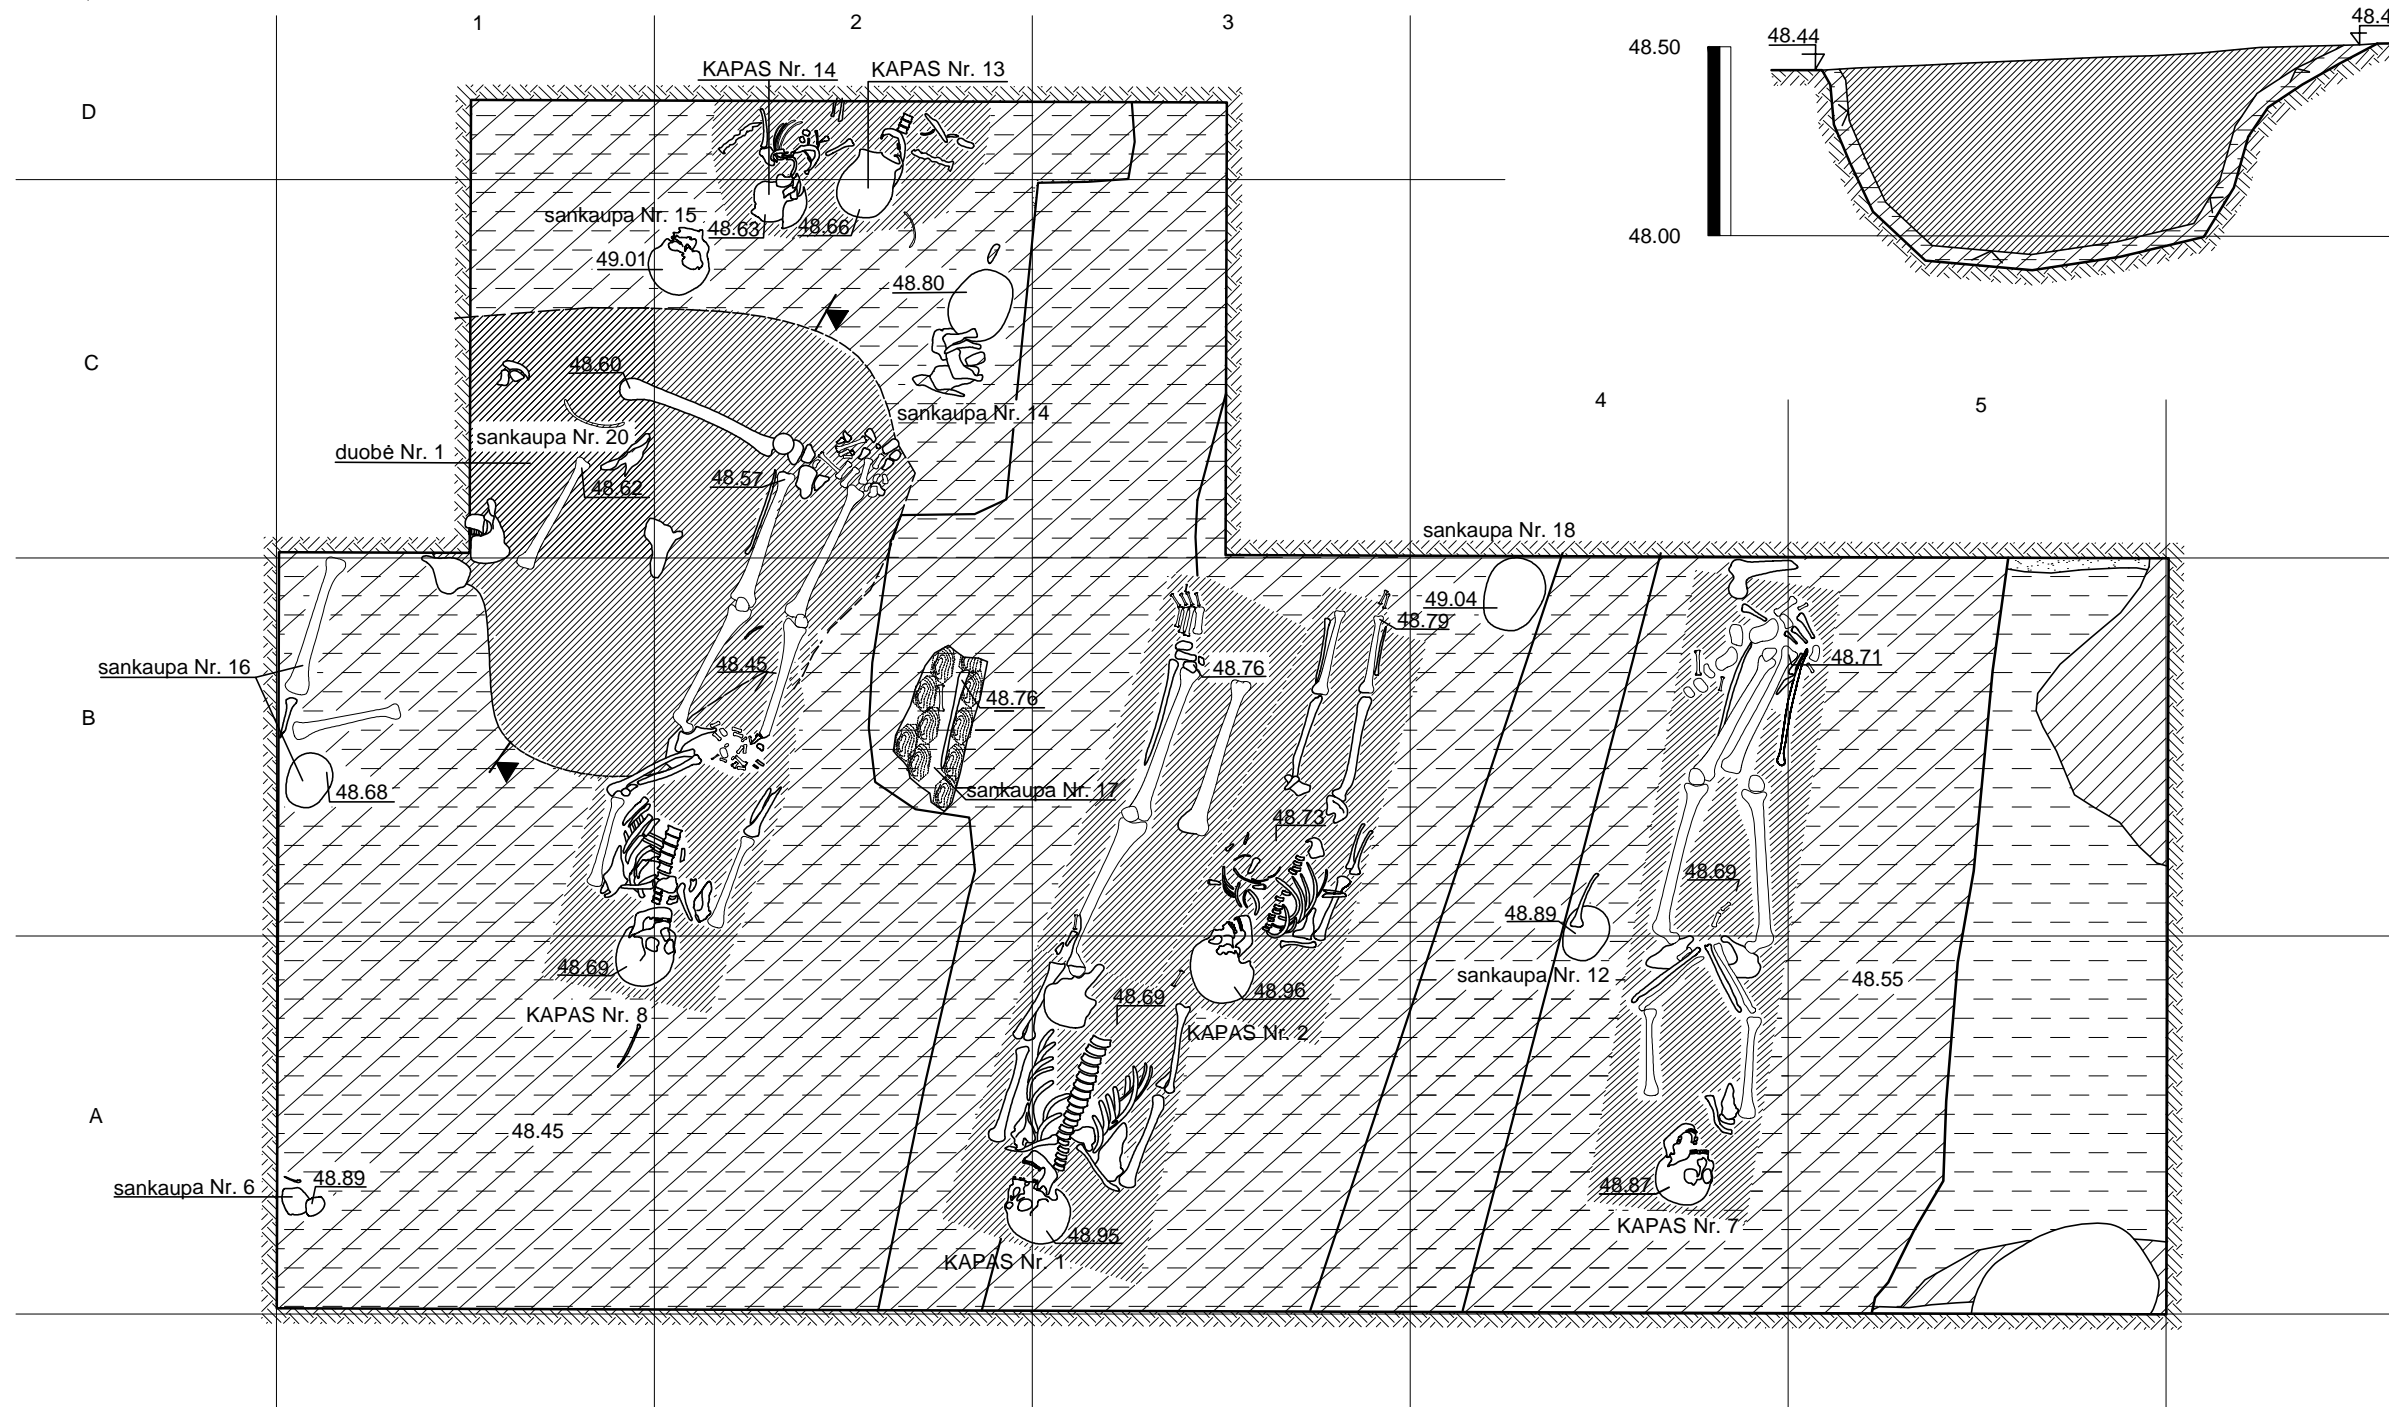 1
2
3
48.4
48.44
48.50
KAPAS Nr. 14
KAPAS Nr. 13
D
sankaupa Nr. 15
48.63
48.66
48.00
49.01
48.80
C
48.60
4
5
sankaupa Nr. 14
sankaupa Nr. 20
duobė Nr. 1
48.57
48.62
sankaupa Nr. 18
49.04
48.79
sankaupa Nr. 16
48.45
48.76
48.71
48.76
B
48.68
sankaupa Nr. 17
48.73
48.69
48.89
48.69
sankaupa Nr. 12
48.55
48.69
48.96
KAPAS Nr. 8
KAPAS Nr. 2
A
48.45
48.89
sankaupa Nr. 6
48.87
KAPAS Nr. 7
48.95
KAPAS Nr. 1